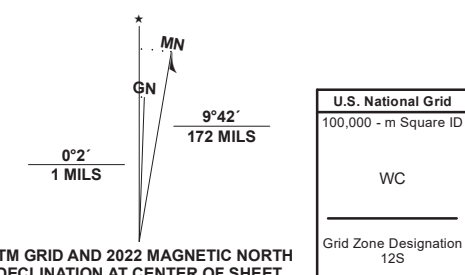 ★
MN
GN
9°42´
172 MILS
0°2´
1 MILS
TM GRID AND 2022 MAGNETIC NORTH
DECLINATION AT CENTER OF SHEET
U.S. National Grid
100,000 - m Square ID
WC
Grid Zone Designation
12S